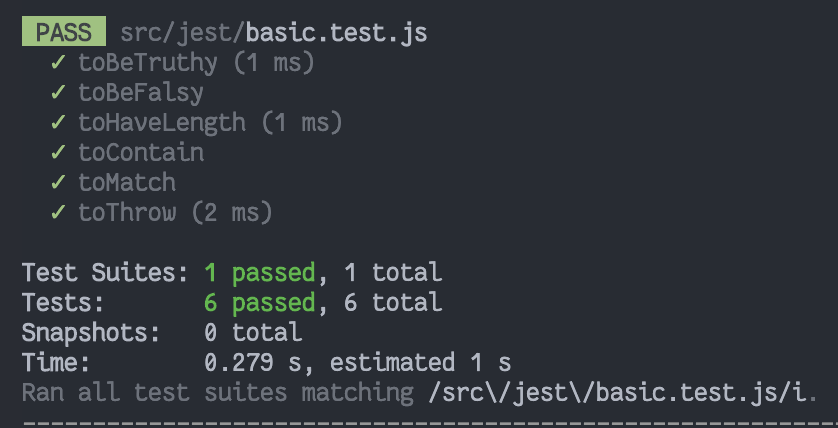 PASS src/jest/basic.test.js
✓ toBeTruthy (1 ms)
✓ toBeFalsy
✓ toHaveLength (1 ms)
✓ toContain
✓ toMatch
✓ toThrow (2 ms)
Test Suites: 1 passed, 1 total
Tests: 6 passed, 6 total
Snapshots: 0 total
Time: 0.279 s, estimated 1 s
Ran all test suites matching /src\/jest\/basic.test.js/i.